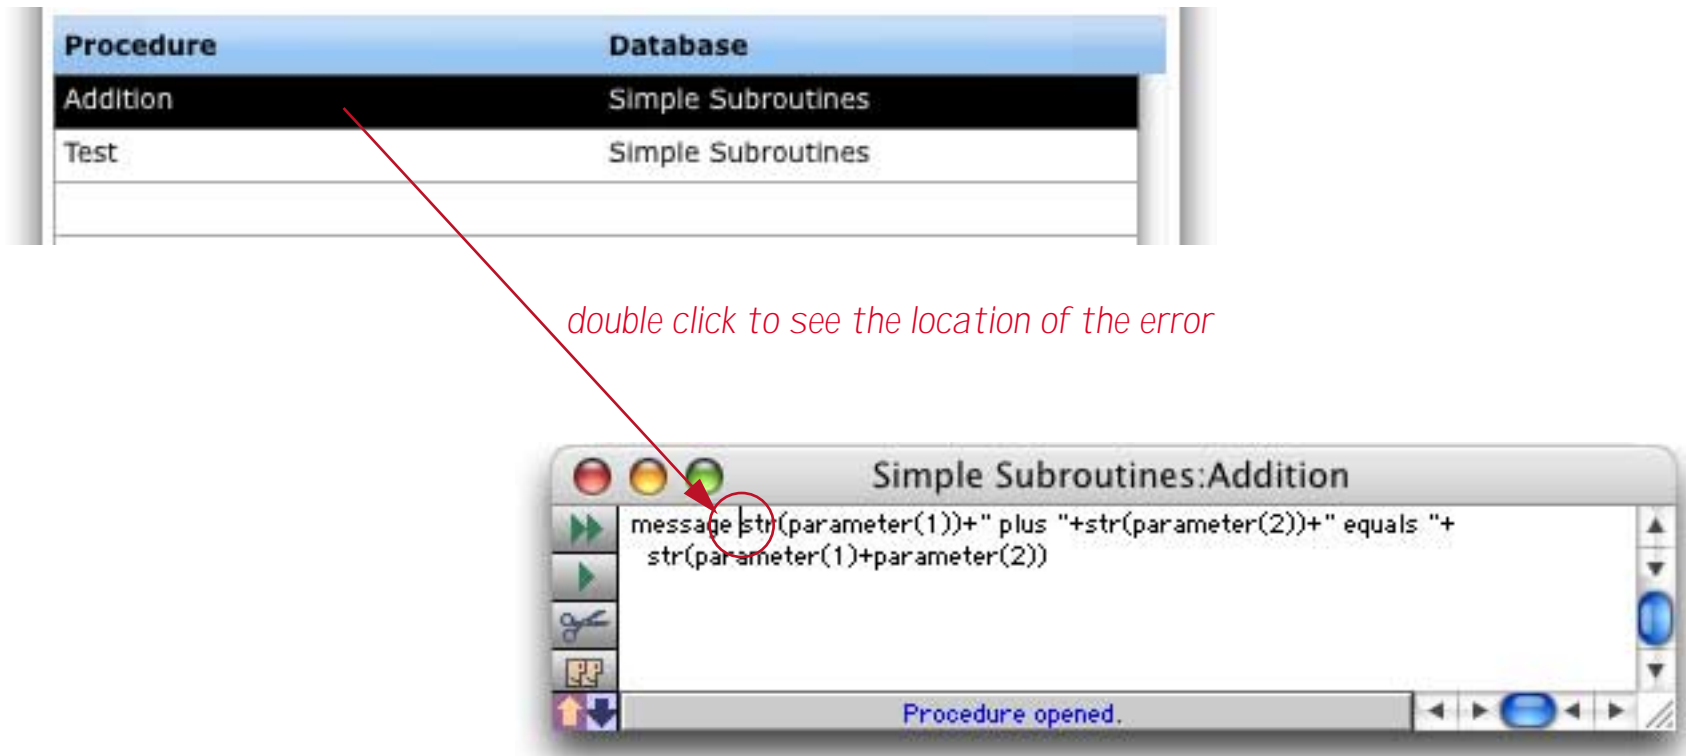 Procedure Database
Addition Simple Subroutines
Test Simple Subroutines
double click to see the location of the error
Simple Subroutines:Addition
message str(parameter(1))+" plus "+str(parameter(2))+" equals "+
str(parameter(1)+parameter(2))
Procedure opened.